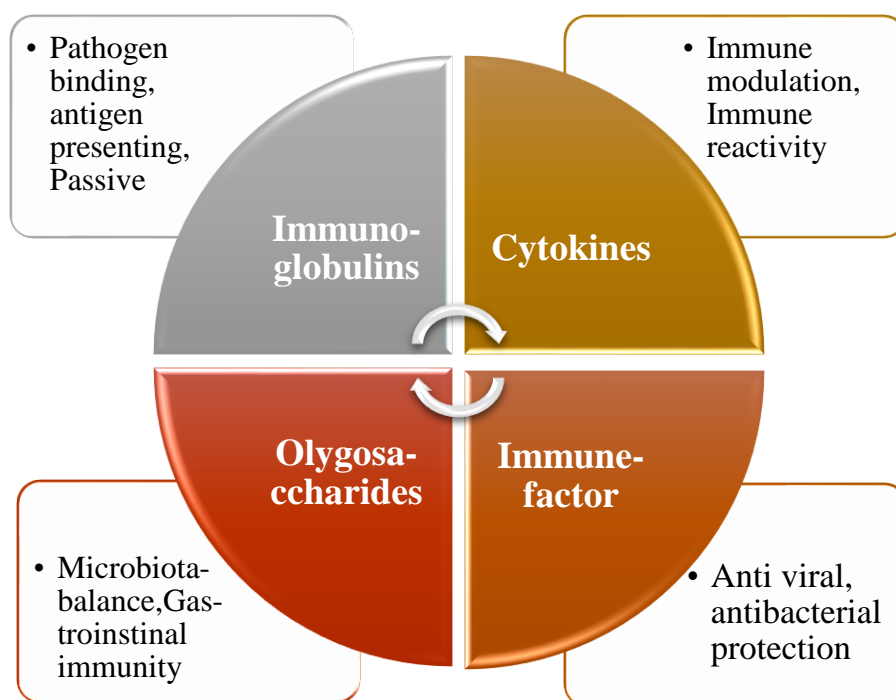 • Pathogen
binding,
antigen
presenting,
Passive
• Immune
modulation,
Immune
reactivity
Immuno-
globulins
Cytokines
Olygosa-
ccharides
Immune-
factor
• Microbiota-
balance,Gas-
troinstinal
immunity
• Anti viral,
antibacterial
protection